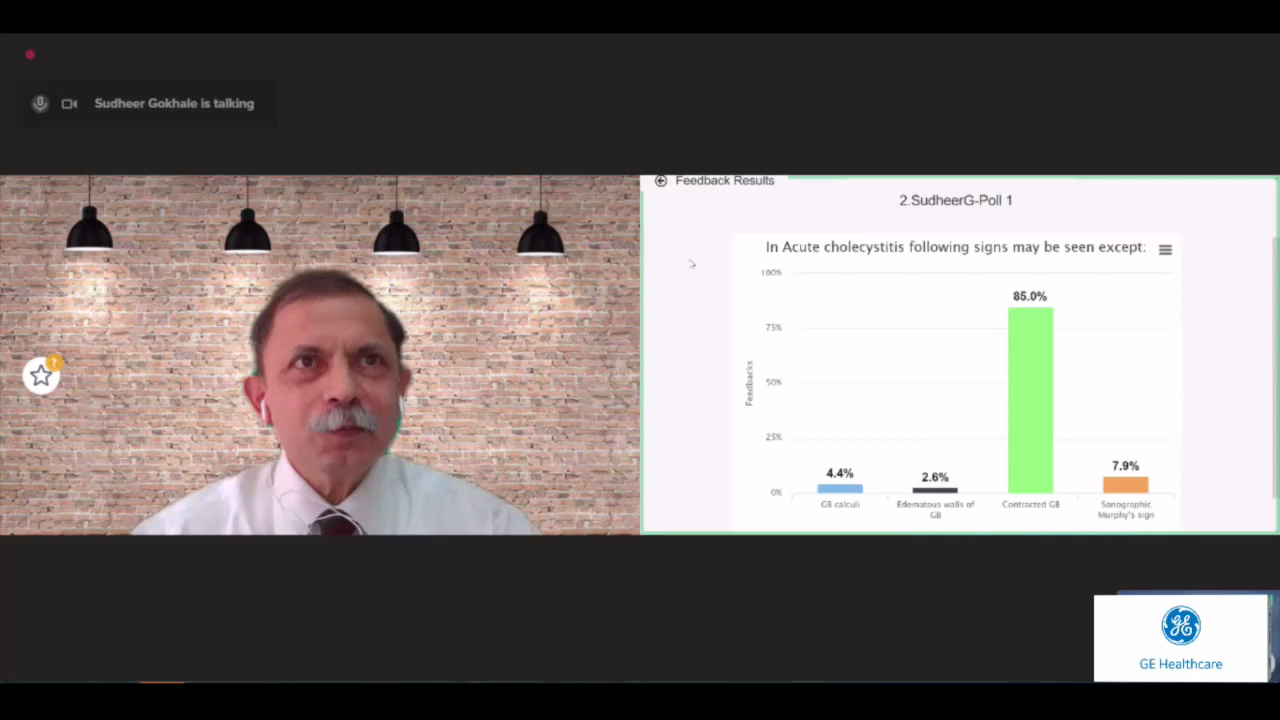 Sudheer Gokhale is talking
?
Feedback Results
2.SudheerG-Poll 1
In Acute cholecystitis following signs may be seen except:
100%
75%
50%
25%
0%
Feedbacks
4.4%
2.6%
85.0%
7.9%
GB calculi
Edematous walls of
GB
Contracted GB
Sonographic
Murphy's sign
GE
GE Healthcare